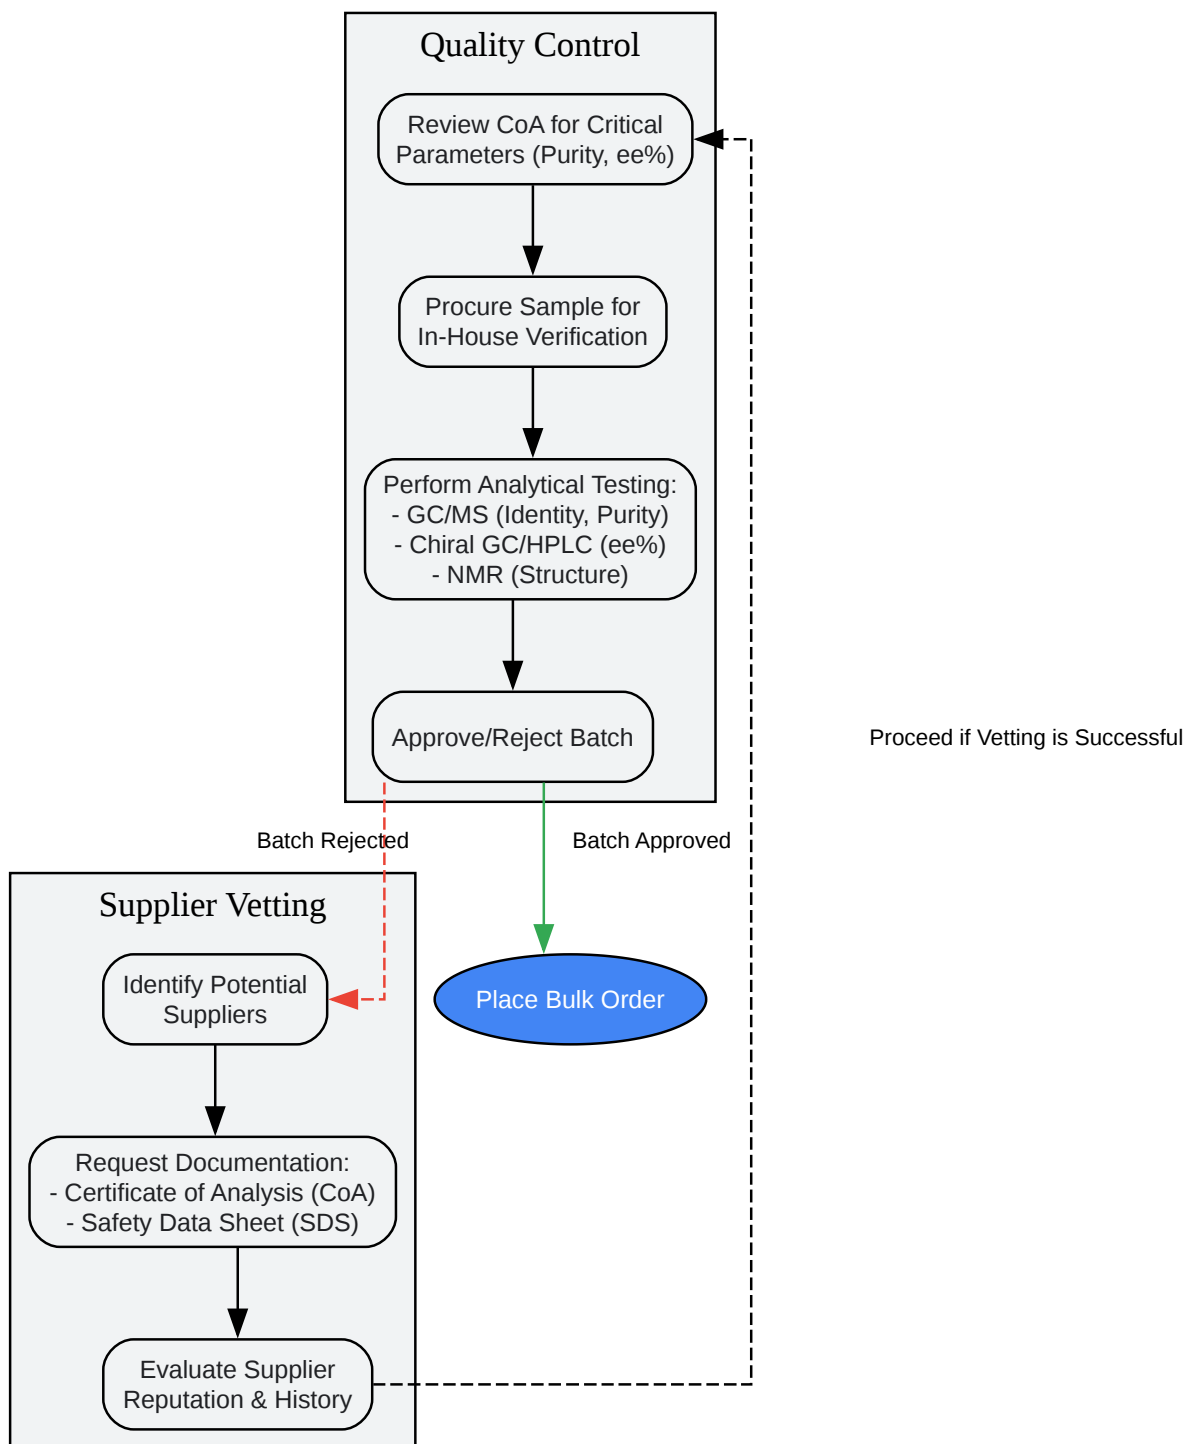 Quality Control
Review CoA for Critical
Parameters (Purity, ee%)
Procure Sample for
In-House Verification
Perform Analytical Testing:
- GC/MS (Identity, Purity)
- Chiral GC/HPLC (ee%)
- NMR (Structure)
Approve/Reject Batch
Proceed if Vetting is Successful
Batch Rejected
Batch Approved
Supplier Vetting
Identify Potential
Suppliers
Place Bulk Order
Request Documentation:
- Certificate of Analysis (CoA)
- Safety Data Sheet (SDS)
Evaluate Supplier
Reputation & History